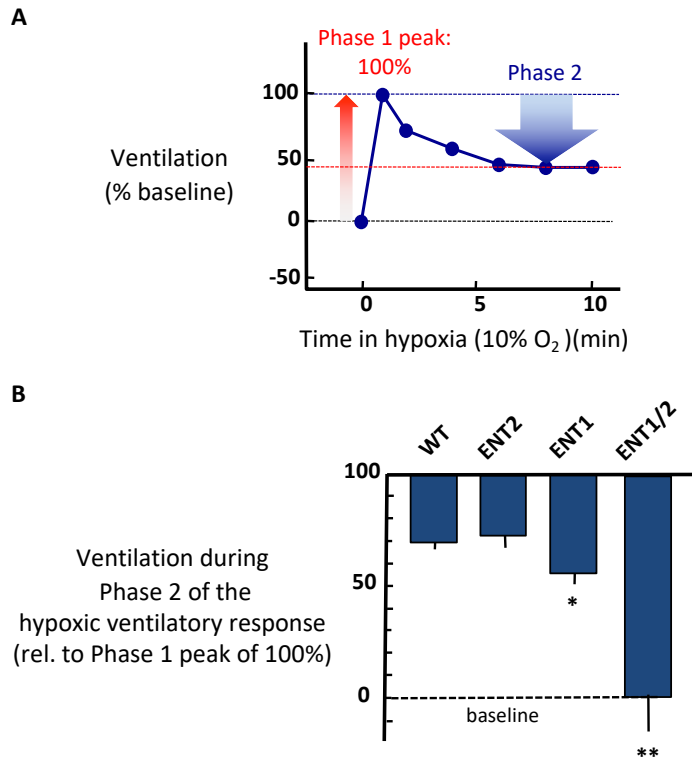 A
Phase 1 peak:
100%
Phase 2
100
50
0
-50
Ventilation
(% baseline)
0 5 10
Time in hypoxia (10% O₂ )(min)
B
WT ENT2 ENT1 ENT1/2
100
50
0
Ventilation during
Phase 2 of the
hypoxic ventilatory response
(rel. to Phase 1 peak of 100%)
*
baseline
**